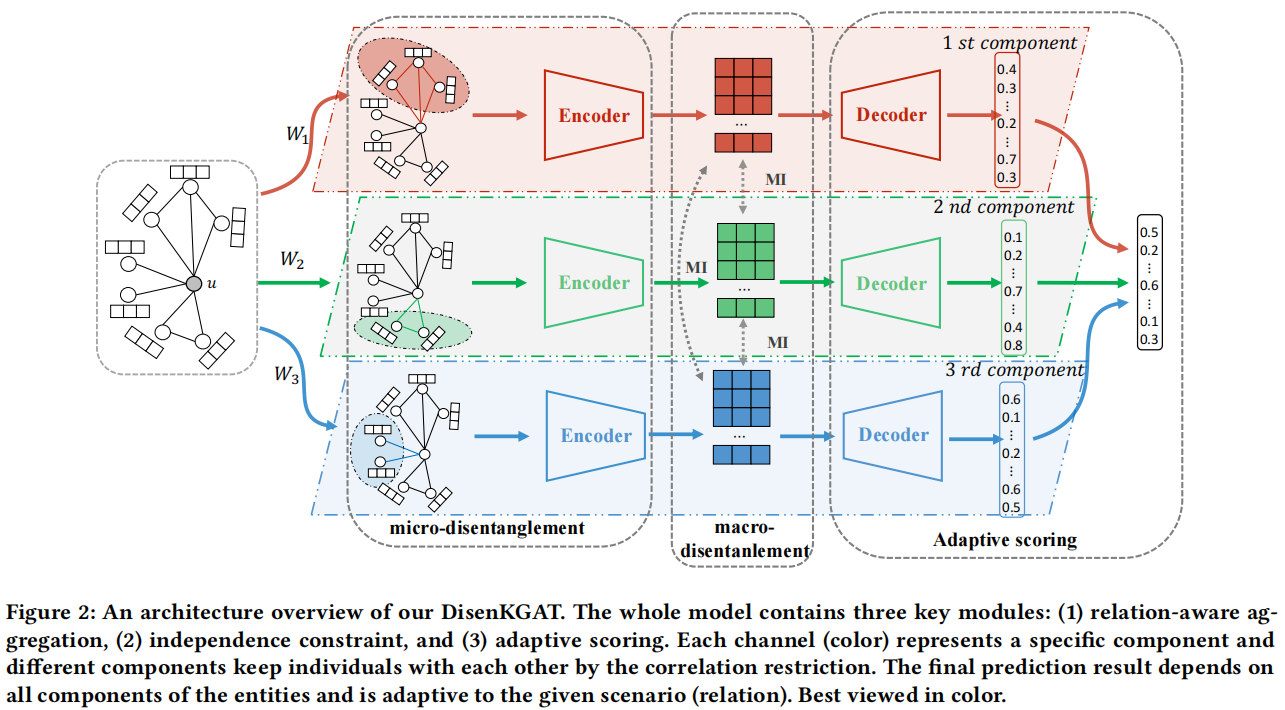 1 st component
0.4
0.3
⋮
0.2
⋮
0.7
0.3
W1
Encoder
...
Decoder
MI
2 nd component
0.1
0.2
⋮
0.7
⋮
0.4
0.8
u
W2
Encoder
MI
...
Decoder
0.5
0.2
⋮
0.6
⋮
0.1
0.3
MI
3 rd component
0.6
0.1
⋮
0.2
⋮
0.6
0.5
W3
Encoder
...
Decoder
micro-disentanglement
macro-
disentanlement
Adaptive scoring
Figure 2: An architecture overview of our DisenKGAT. The whole model contains three key modules: (1) relation-aware ag-
gregation, (2) independence constraint, and (3) adaptive scoring. Each channel (color) represents a specific component and
different components keep individuals with each other by the correlation restriction. The final prediction result depends on
all components of the entities and is adaptive to the given scenario (relation). Best viewed in color.